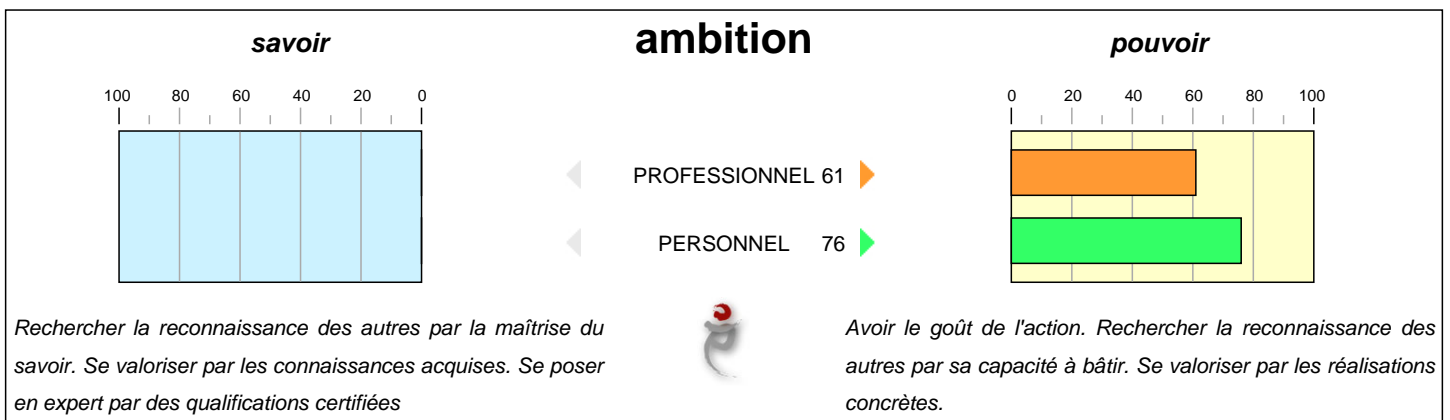 savoir ambition pouvoir
100 80 60 40 20 0 0 20 40 60 80 100
PROFESSIONNEL 61
PERSONNEL 76
Rechercher la reconnaissance des autres par la maîtrise du
savoir. Se valoriser par les connaissances acquises. Se poser
en expert par des qualifications certifiées
Avoir le goût de l'action. Rechercher la reconnaissance des
autres par sa capacité à bâtir. Se valoriser par les réalisations
concrètes.